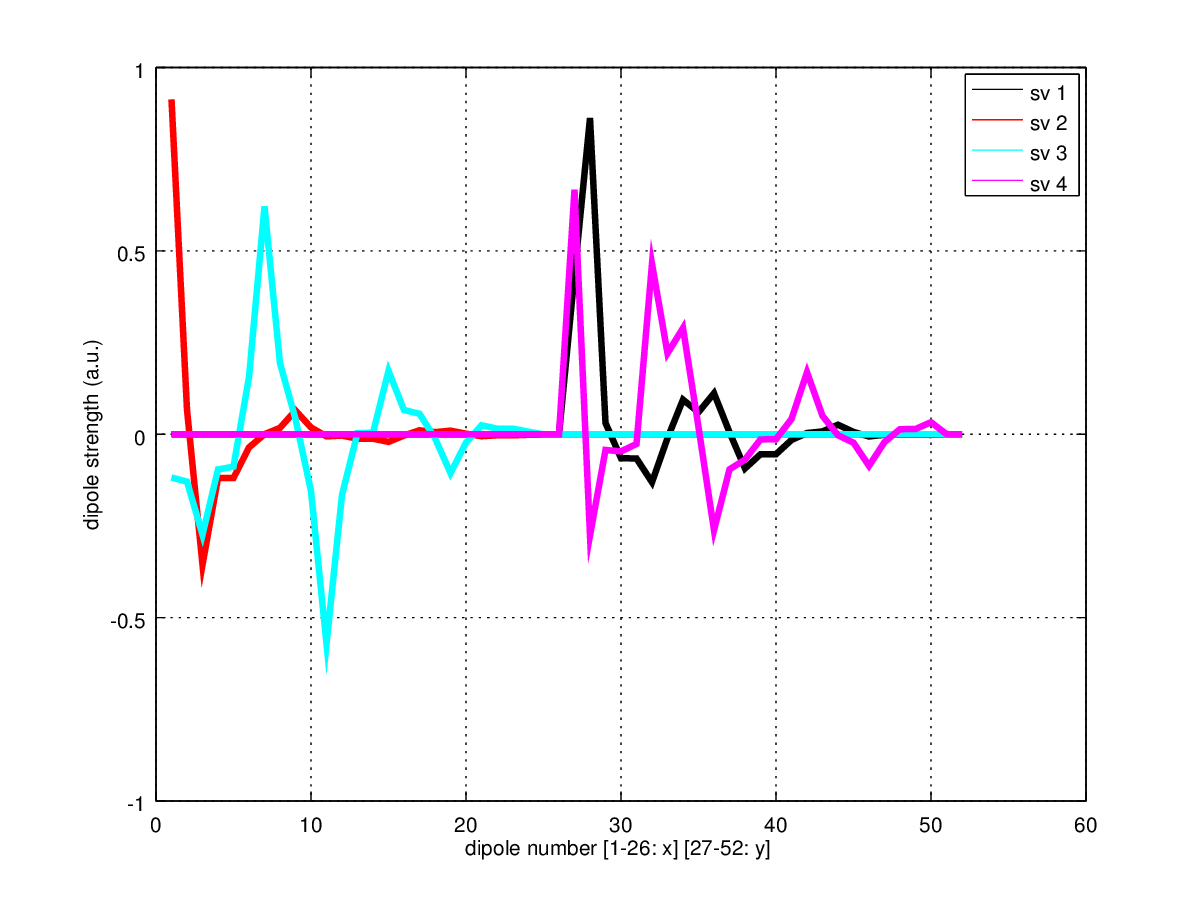 1
0.5
0
-0.5
-1
dipole strength (a.u.)
sv 1
sv 2
sv 3
sv 4
0 10 20 30 40 50 60
dipole number [1-26: x] [27-52: y]